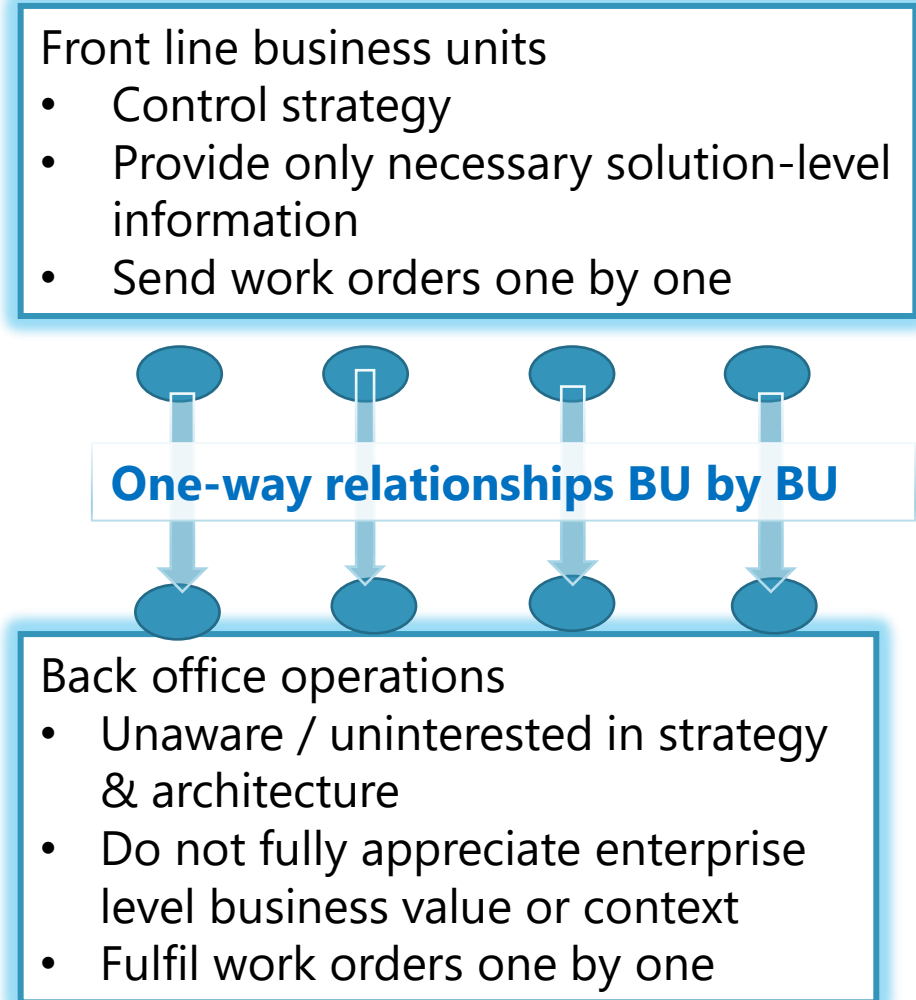 Front line business units
• Control strategy
• Provide only necessary solution-level
information
• Send work orders one by one
One-way relationships BU by BU
Back office operations
• Unaware / uninterested in strategy
& architecture
• Do not fully appreciate enterprise
level business value or context
• Fulfil work orders one by one